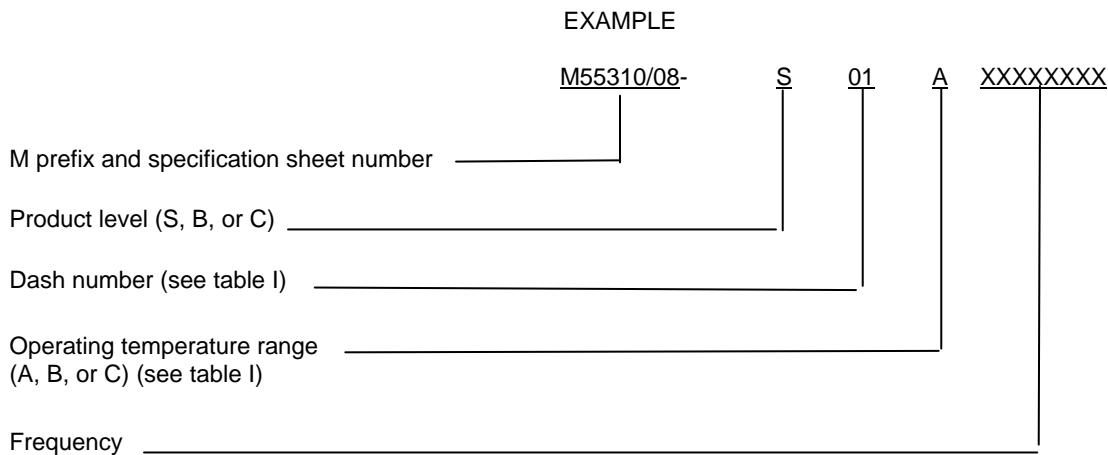 EXAMPLE
M55310/08- S 01 A XXXXXXXX
M prefix and specification sheet number
Product level (S, B, or C)
Dash number (see table I)
Operating temperature range
(A, B, or C) (see table I)
Frequency